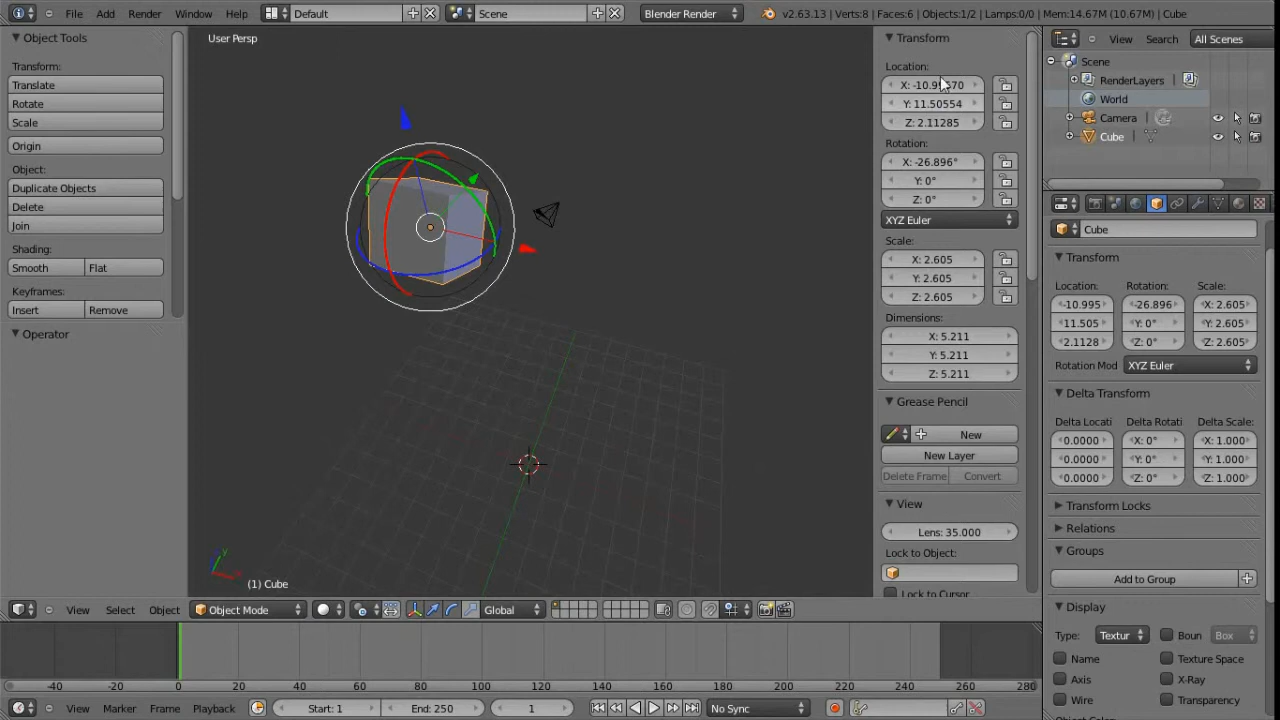 File Add Render Window Help Default Scene Blender Render v2.63.13 | Verts:8 | Faces:6 | Objects:1/2 | Lamps:0/0 | Mem:14.67M (10.67M) | Cube
Object Tools
Transform:
Translate
Rotate
Scale
Origin
Object:
Duplicate Objects
Delete
Join
Shading:
Smooth Flat
Keyframes:
Insert Remove
Operator
User Persp
(1) Cube
y
Transform
Location:
Y: 11.50554
Z: 2.11285
Rotation:
X: -26.896°
Y: 0°
Z: 0°
XYZ Euler
Scale:
X: 2.605
Y: 2.605
Z: 2.605
Dimensions:
X: 5.211
Y: 5.211
Z: 5.211
Grease Pencil
New
New Layer
Delete Frame Convert
View
Lens: 35.000
Lock to Object:
Lock to Cursor
View Search All Scenes
Scene
RenderLayers
World
Camera
Cube
Cube
Transform
Location: Rotation: Scale:
-10.995 -26.896 X: 2.605
11.505 Y: 0° Y: 2.605
2.1128 Z: 0° Z: 2.605
Rotation Mod XYZ Euler
Delta Transform
Delta Locati Delta Rotati Delta Scale:
0.0000 X: 0° X: 1.000
0.0000 Y: 0° Y: 1.000
0.0000 Z: 0° Z: 1.000
Transform Locks
Relations
Groups
Add to Group
Display
Type: Textur Boun Box
Name Texture Space
Axis X-Ray
Wire Transparency
View Select Object Object Mode Global
-40 -20 0 20 40 60 80 100 120 140 160 180 200 220 240 260 280
View Marker Frame Playback Start: 1 End: 250 1 No Sync